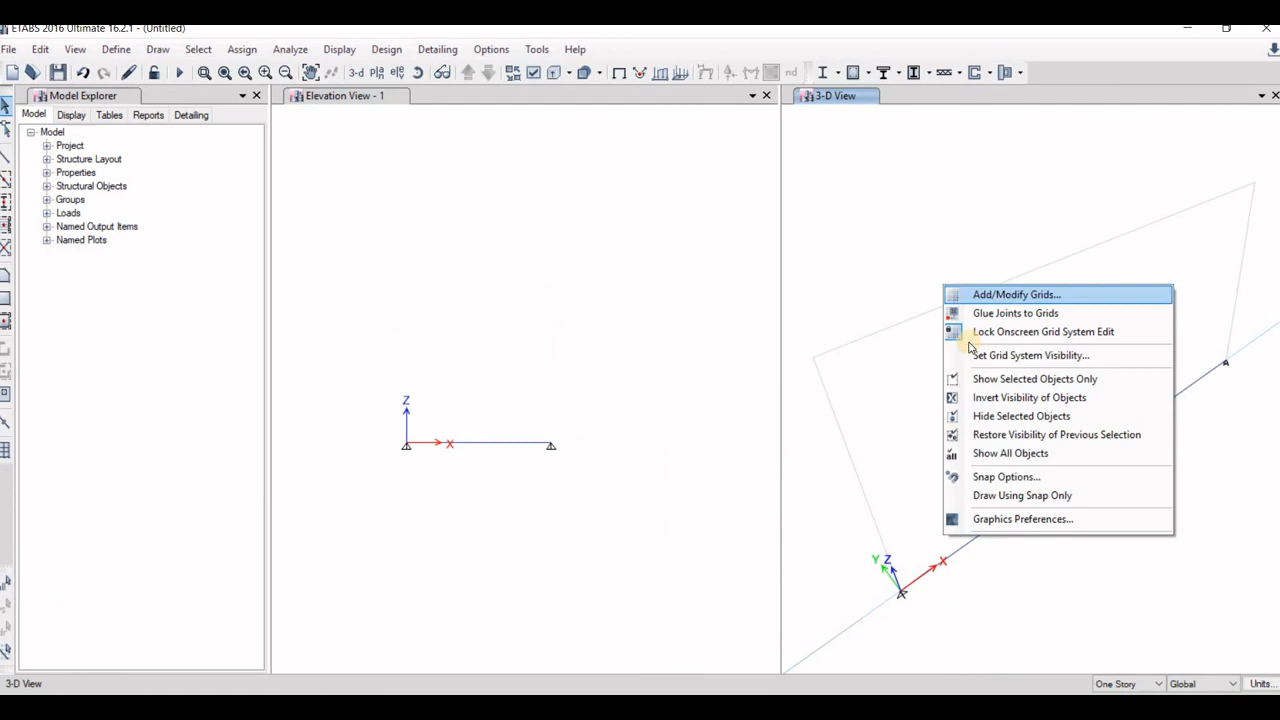 ETABS 2016 Ultimate 16.2.1 - (Untitled)
File Edit View Define Draw Select Assign Analyze Display Design Detailing Options Tools Help
3-d
nd
Model Explorer
Elevation View - 1
3-D View
Model Display Tables Reports Detailing
Model
Project
Structure Layout
Properties
Structural Objects
Groups
Loads
Named Output Items
Named Plots
Z
X
Add/Modify Grids...
Glue Joints to Grids
Lock Onscreen Grid System Edit
Set Grid System Visibility...
Show Selected Objects Only
Invert Visibility of Objects
Hide Selected Objects
Restore Visibility of Previous Selection
all Show All Objects
Snap Options...
Draw Using Snap Only
Graphics Preferences...
Y Z X
3-D View
One Story Global Units...